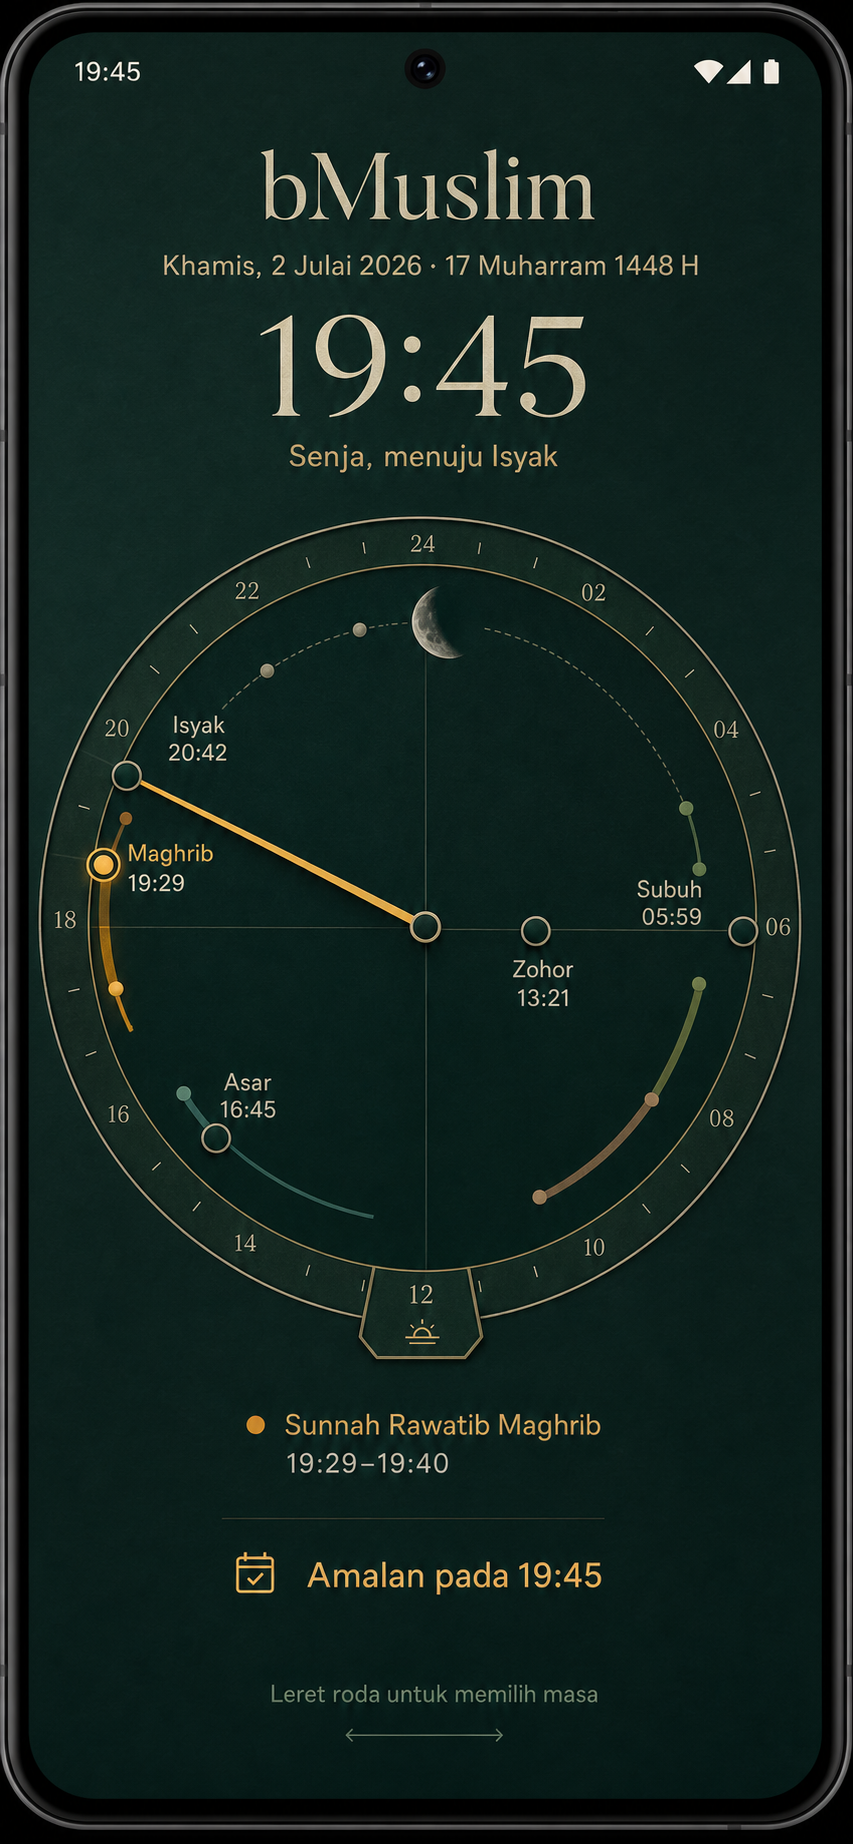 19:45
bMuslim
Khamis, 2 Julai 2026 · 17 Muharram 1448 H
19:45
Senja, menuju Isyak
24
22
02
20
04
Isyak
20:42
Maghrib
19:29
Subuh
05:59
18
06
Zohor
13:21
Asar
16:45
16
08
14
10
12
Sunnah Rawatib Maghrib
19:29–19:40
Amalan pada 19:45
Leret roda untuk memilih masa